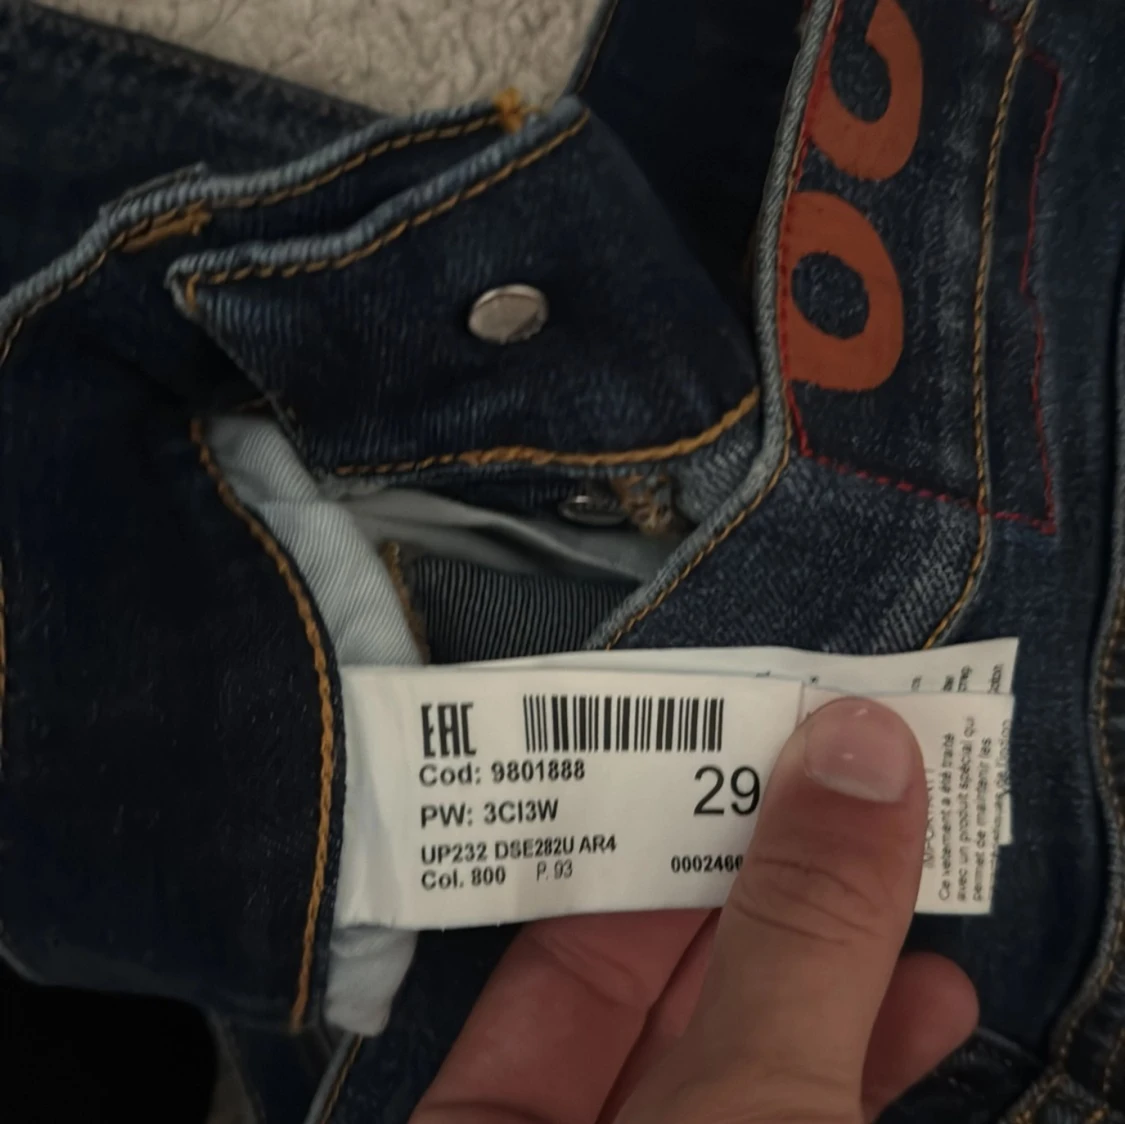 EAC
Cod: 9801888
PW: 3CI3W
29
UP232 DSE282U AR4
Col. 800 P. 93
Ce vêtement a été traité
avec un produit spécial qui
permet de maintenir les